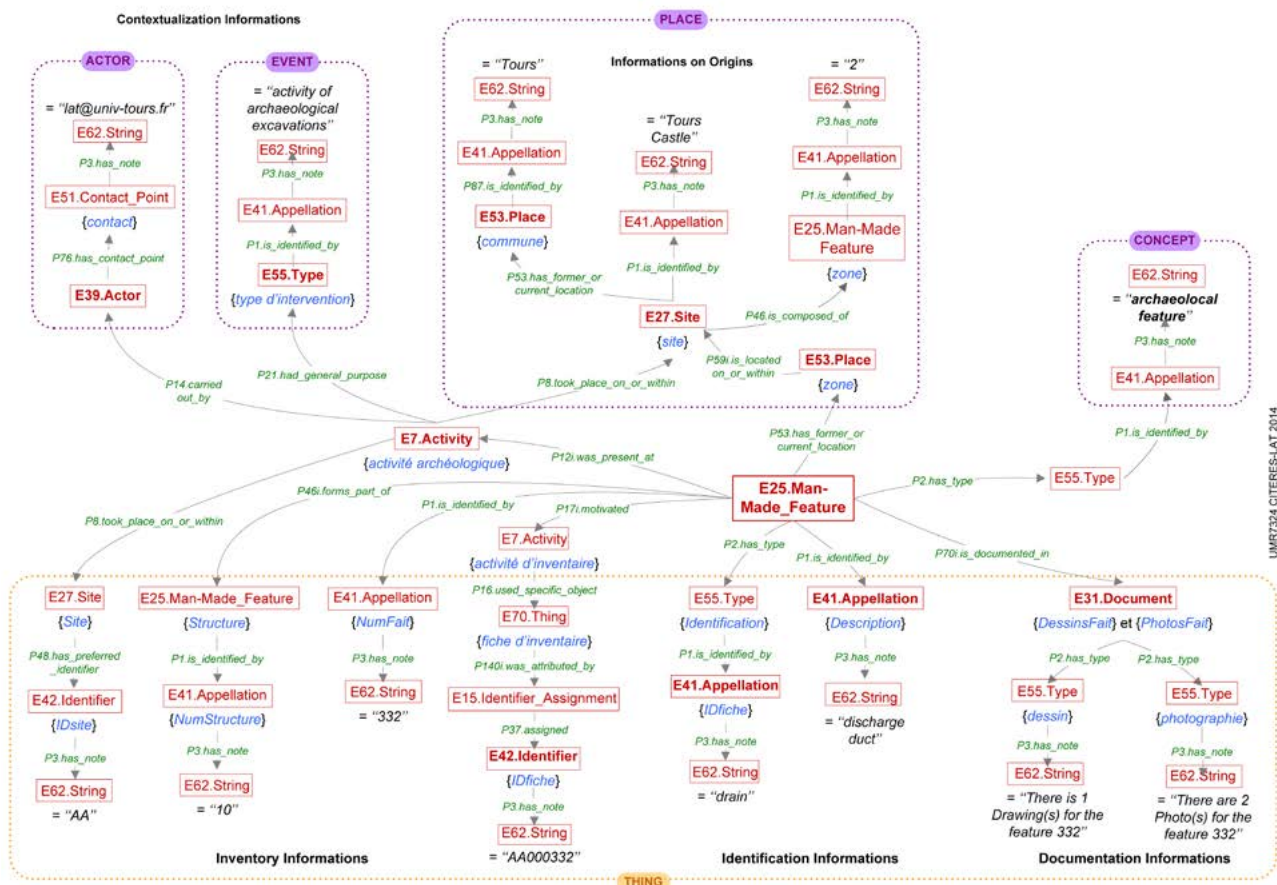 Contextualization Informations
ACTOR
= "lat@univ-tours.fr"
E62.String
P3.has_note
E51.Contact_Point
{contact}
P76.has_contact_point
E39.Actor
EVENT
= "activity of
archaeological
excavations"
E62.String
P3.has_note
E41.Appellation
P1.is_identified_by
E55.Type
{type d'intervention}
PLACE
Informations on Origins
= "Tours"
E62.String
P3.has_note
E41.Appellation
P87.is_identified_by
E53.Place
{commune}
P53.has_former_or
current_location
= "Tours
Castle"
E62.String
P3.has_note
E41.Appellation
P1.is_identified_by
E27.Site
{site}
= "2"
E62.String
P3.has_note
E41.Appellation
P1.is_identified_by
E25.Man-Made
Feature
{zone}
P46.is_composed_of
P59i.is_located
on_or_within
E53.Place
{zone}
CONCEPT
E62.String
= "archaeolocal
feature"
P3.has_note
E41.Appellation
P1.is_identified_by
E55.Type
P2.has_type
P14.carried
out_by
P21.had_general_purpose
P8.took_place_on_or_within
E7.Activity
{activité archéologique}
P12i.was_present_at
P53.has_former_or
current_location
E25.Man-
Made_Feature
P46i.forms_part_of
P1.is_identified_by
P17i.motivated
P8.took_place_on_or_within
E7.Activity
{activité d'inventaire}
P2.has_type
P1.is_identified_by
P70i.is_documented_in
E27.Site
{Site}
P48.has_preferred
_identifier
E42.Identifier
{IDsite}
P3.has_note
E62.String
= "AA"
E25.Man-Made_Feature
{Structure}
P1.is_identified_by
E41.Appellation
{NumStructure}
P3.has_note
E62.String
= "10"
E41.Appellation
{NumFait}
P3.has_note
E62.String
= "332"
P16.used_specific_object
E70.Thing
{fiche d'inventaire}
P140i.was_attributed_by
E15.Identifier_Assignment
P37.assigned
E42.Identifier
{IDfiche}
P3.has_note
E62.String
= "AA000332"
E55.Type
{Identification}
P1.is_identified_by
E41.Appellation
{IDfiche}
P3.has_note
E62.String
= "drain"
E41.Appellation
{Description}
P3.has_note
E62.String
= "discharge
duct"
E31.Document
{DessinsFait} et {PhotosFait}
P2.has_type
P2.has_type
E55.Type
{dessin}
P3.has_note
E62.String
= "There is 1
Drawing(s) for the
feature 332"
E55.Type
{photographie}
P3.has_note
E62.String
= "There are 2
Photo(s) for the
feature 332"
Inventory Informations
Identification Informations
Documentation Informations
THING
UMR7324 CITERES-LAT 2014